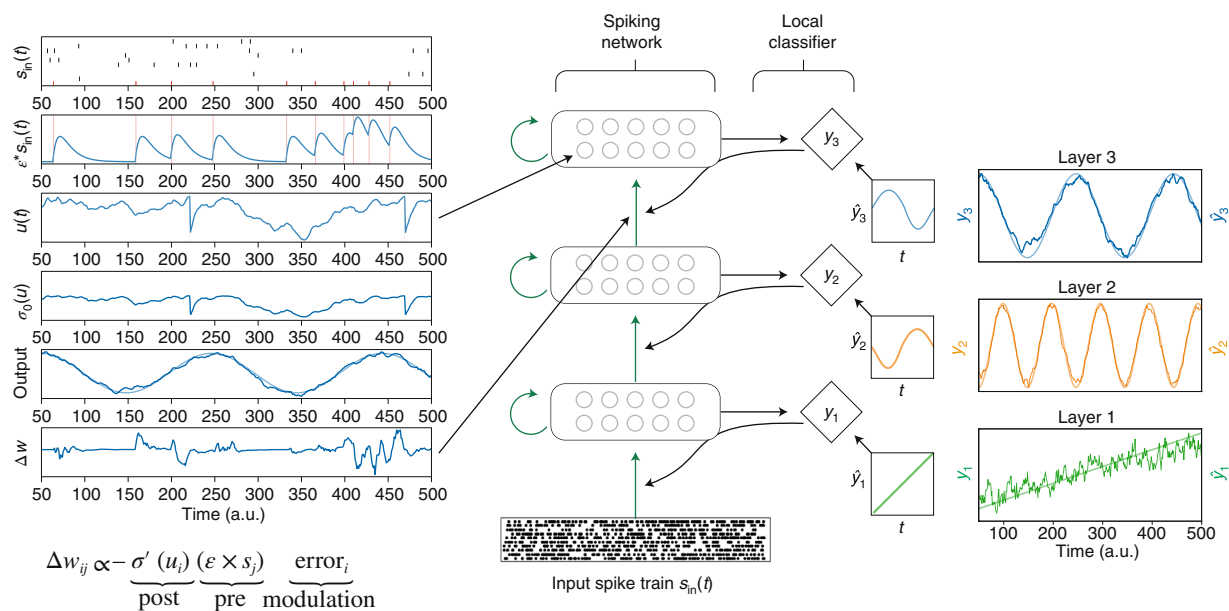 s_in(t)
50 100 150 200 250 300 350 400 450 500
ε* s_in(t)
50 100 150 200 250 300 350 400 450 500
u(t)
50 100 150 200 250 300 350 400 450 500
σ_0(u)
50 100 150 200 250 300 350 400 450 500
Output
50 100 150 200 250 300 350 400 450 500
Δw
50 100 150 200 250 300 350 400 450 500
Time (a.u.)
Δw_ij ∝ − σ′ (u_i) (ε × s_j) error_i
post pre modulation
Spiking
network
Local
classifier
y_3
ŷ_3
t
y_2
ŷ_2
t
y_1
ŷ_1
t
Input spike train s_in(t)
Layer 3
y_3 ŷ_3
Layer 2
y_2 ŷ_2
Layer 1
y_1 ŷ_1
100 200 300 400 500
Time (a.u.)